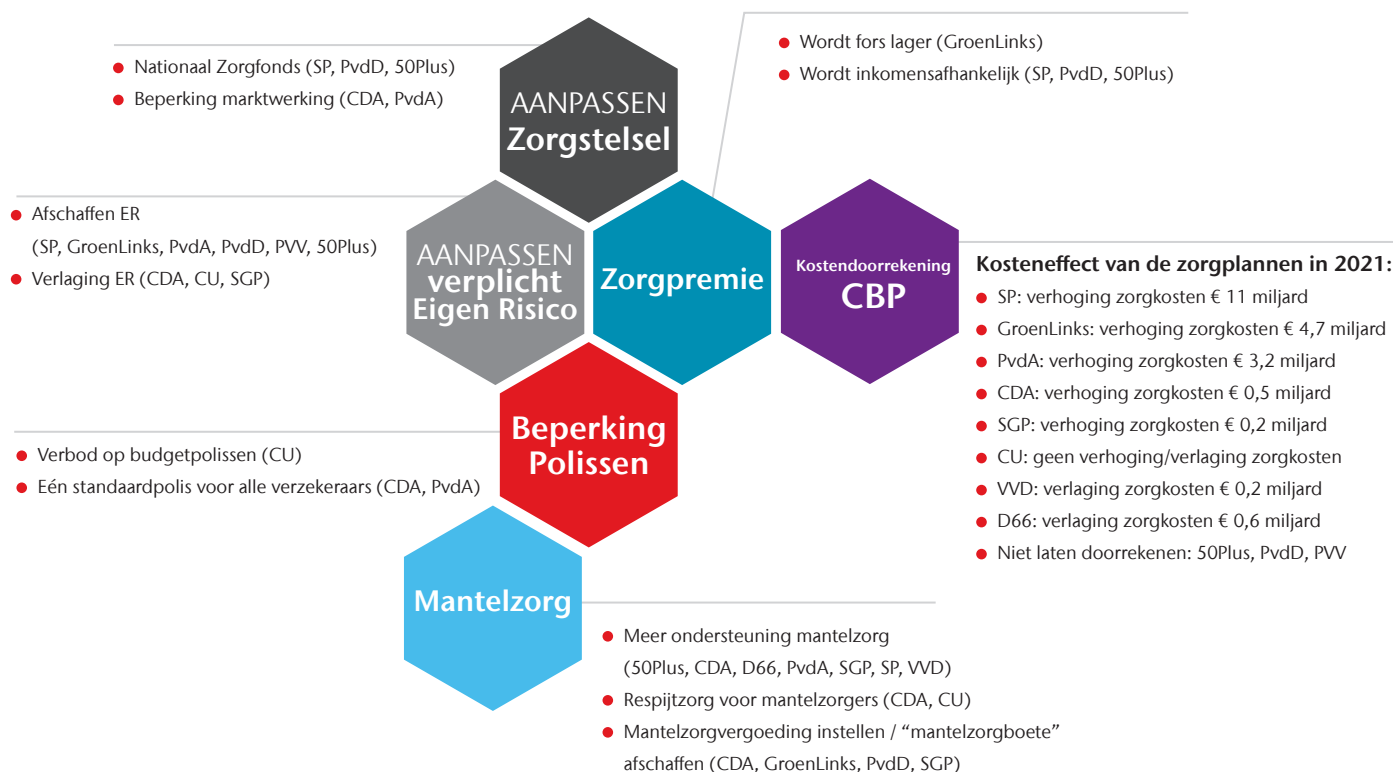 Nationaal Zorgfonds (SP, PvdD, 50Plus)
Beperking marktwerking (CDA, PvdA)
AANPASSEN
Zorgstelsel
Wordt fors lager (GroenLinks)
Wordt inkomensafhankelijk (SP, PvdD, 50Plus)
Afschaffen ER
(SP, GroenLinks, PvdA, PvdD, PVV, 50Plus)
Verlaging ER (CDA, CU, SGP)
AANPASSEN
verplicht
Eigen Risico
Zorgpremie
Kostendoorrekening
CBP
Kosteneffect van de zorgplannen in 2021:
SP: verhoging zorgkosten € 11 miljard
GroenLinks: verhoging zorgkosten € 4,7 miljard
PvdA: verhoging zorgkosten € 3,2 miljard
CDA: verhoging zorgkosten € 0,5 miljard
SGP: verhoging zorgkosten € 0,2 miljard
CU: geen verhoging/verlaging zorgkosten
VVD: verlaging zorgkosten € 0,2 miljard
D66: verlaging zorgkosten € 0,6 miljard
Niet laten doorrekenen: 50Plus, PvdD, PVV
Verbod op budgetpolissen (CU)
Eén standaardpolis voor alle verzekeraars (CDA, PvdA)
Beperking
Polissen
Mantelzorg
Meer ondersteuning mantelzorg
(50Plus, CDA, D66, PvdA, SGP, SP, VVD)
Respijtzorg voor mantelzorgers (CDA, CU)
Mantelzorgvergoeding instellen / “mantelzorgboete”
afschaffen (CDA, GroenLinks, PvdD, SGP)